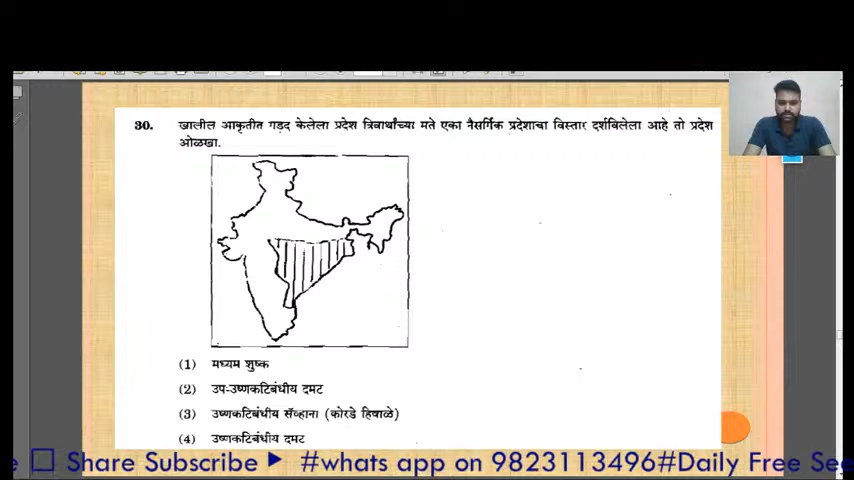 30. खालील आकृतीत गडद केलेला प्रदेश त्रिवार्थांच्या मते एका नैसर्गिक प्रदेशाचा विस्तार दर्शविलेला आहे तो प्रदेश
ओळखा.
(1) मध्यम शुष्क
(2) उप-उष्णकटिबंधीय दमट
(3) उष्णकटिबंधीय सॅव्हाना (कोरडे हिवाळे)
(4) उष्णकटिबंधीय दमट
e ☐ Share Subscribe ▶ #whats app on 9823113496#Daily Free See